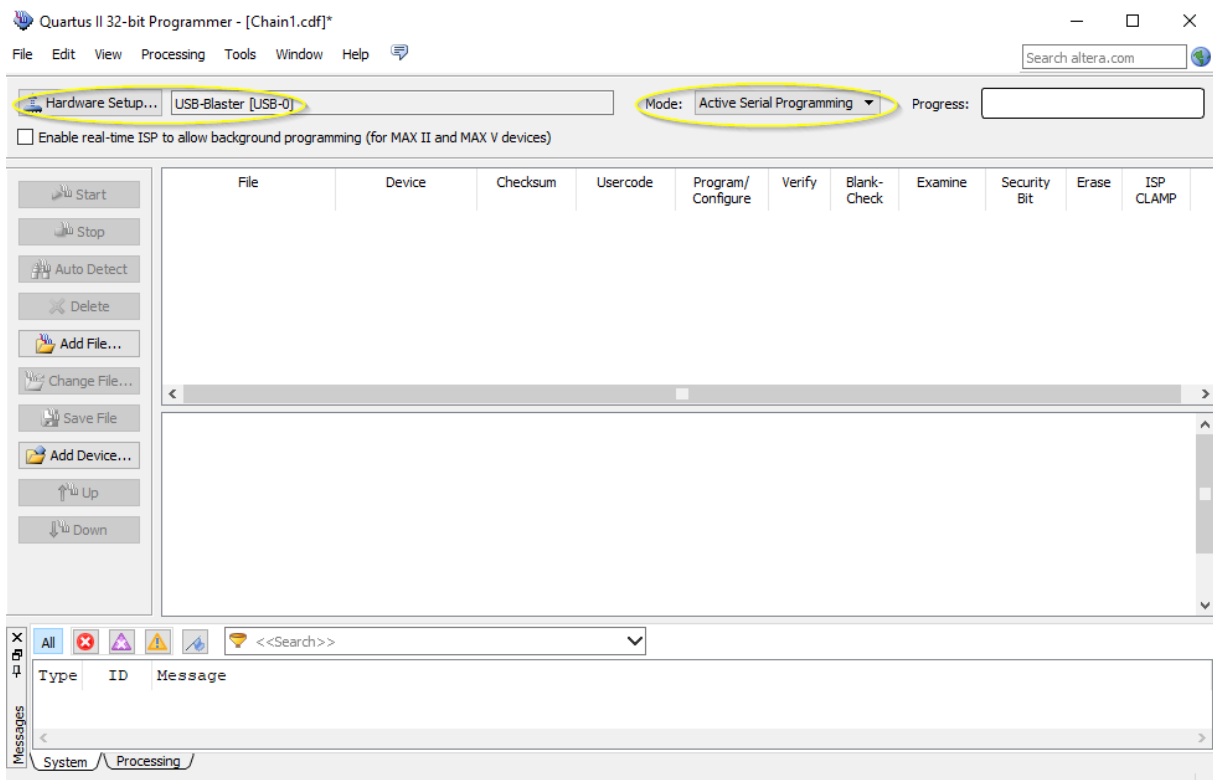 Quartus II 32-bit Programmer - [Chain1.cdf]*
File Edit View Processing Tools Window Help
Search altera.com
Hardware Setup... USB-Blaster [USB-0] Mode: Active Serial Programming Progress:
Enable real-time ISP to allow background programming (for MAX II and MAX V devices)
Start
Stop
Auto Detect
Delete
Add File...
Change File...
Save File
Add Device...
Up
Down
File Device Checksum Usercode Program/ Verify Blank- Examine Security Erase ISP
Configure Check Bit CLAMP
All <<Search>>
Type ID Message
Messages
System Processing